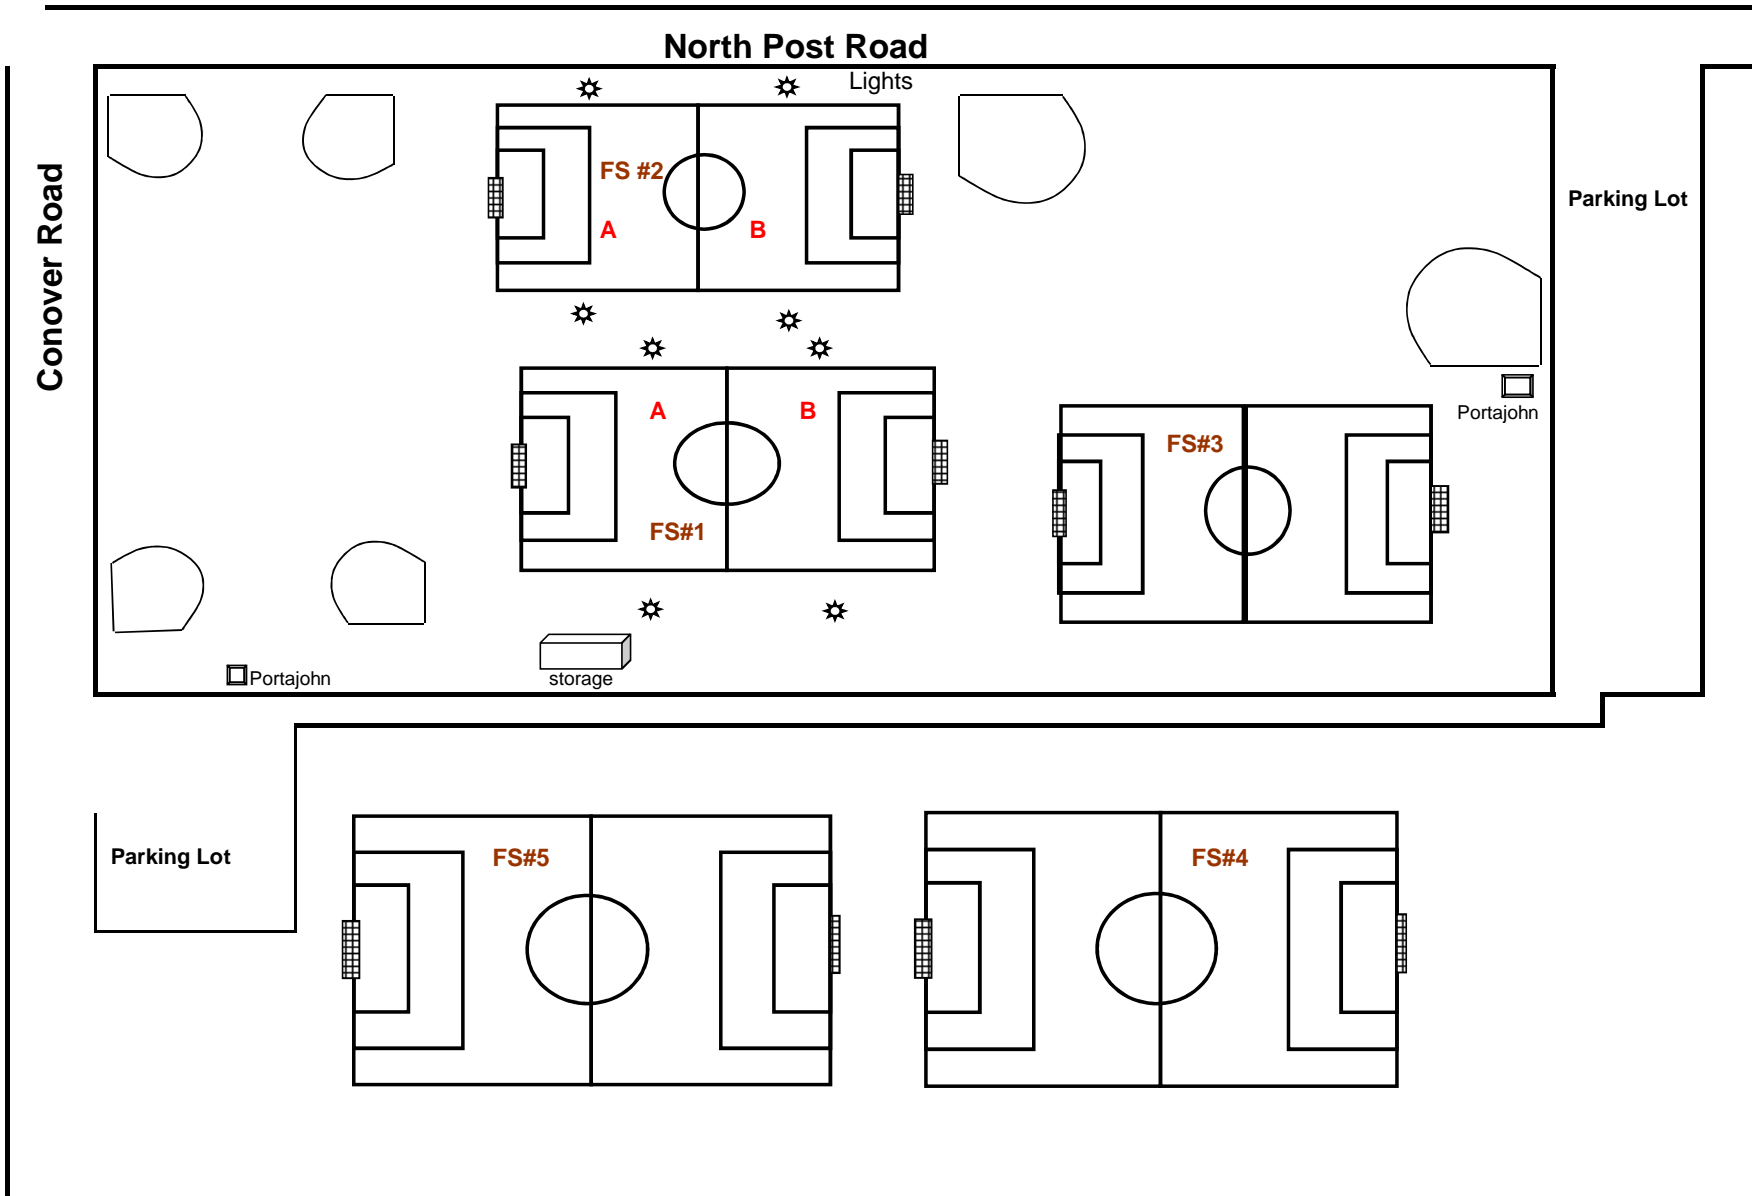 North Post Road
Lights
Conover Road
FS #2
A
B
Parking Lot
A
B
Portajohn
FS#3
FS#1
Portajohn
storage
Parking Lot
FS#5
FS#4